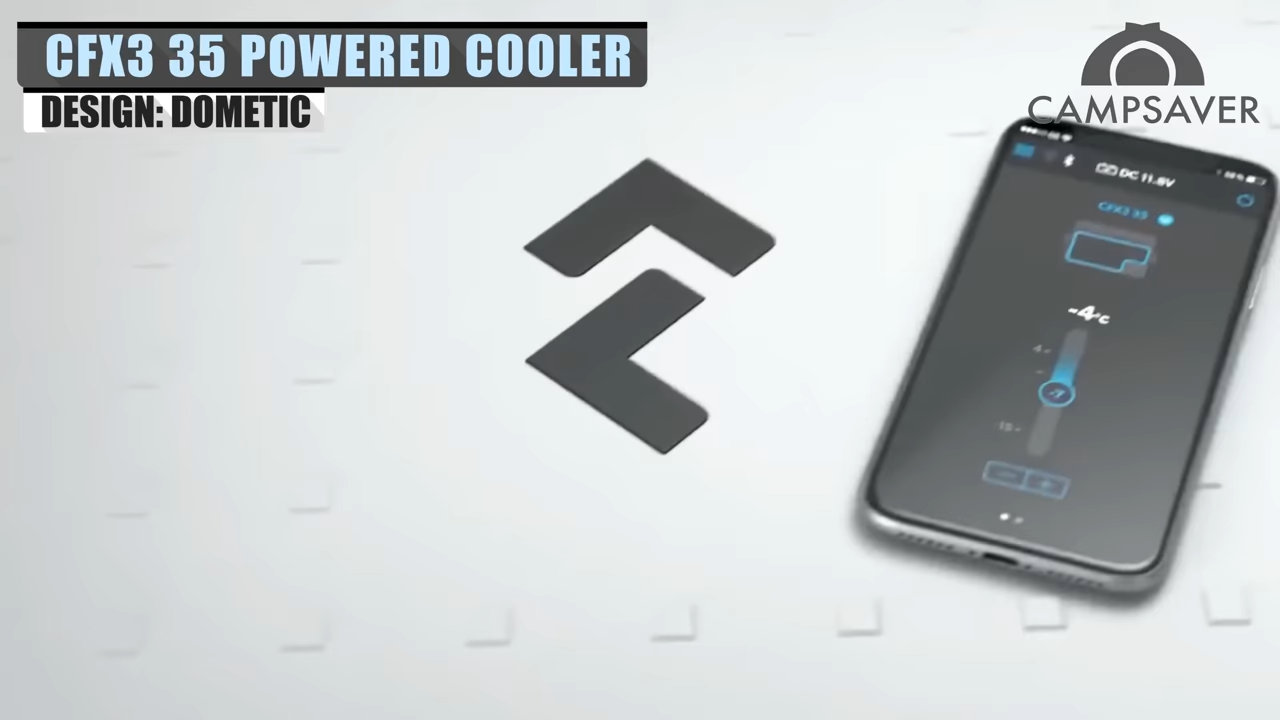 CFX3 35 POWERED COOLER
DESIGN: DOMETIC
CAMPSAVER
DC 11.8V
CFX3 35
-4°C